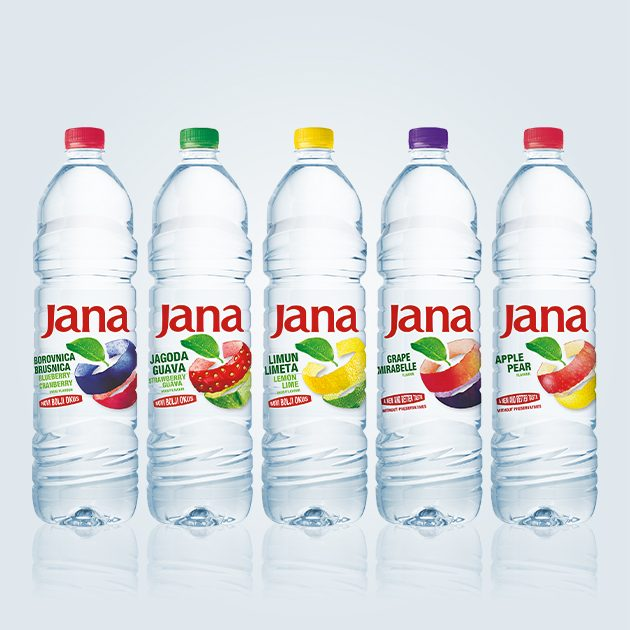 Jana
BOROVNICA
BRUSNICA
BLUEBERRY
CRANBERRY
NOVI BOLJI OKUS
Jana
JAGODA
GUAVA
STRAWBERRY
GUAVA
NOVI BOLJI OKUS
Jana
LIMUN
LIMETA
LEMON
LIME
NOVI BOLJI OKUS
Jana
GRAPE
MIRABELLE
FLAVOUR
A NEW AND BETTER TASTE
WITHOUT PRESERVATIVES
Jana
APPLE
PEAR
FLAVOUR
A NEW AND BETTER TASTE
WITHOUT PRESERVATIVES